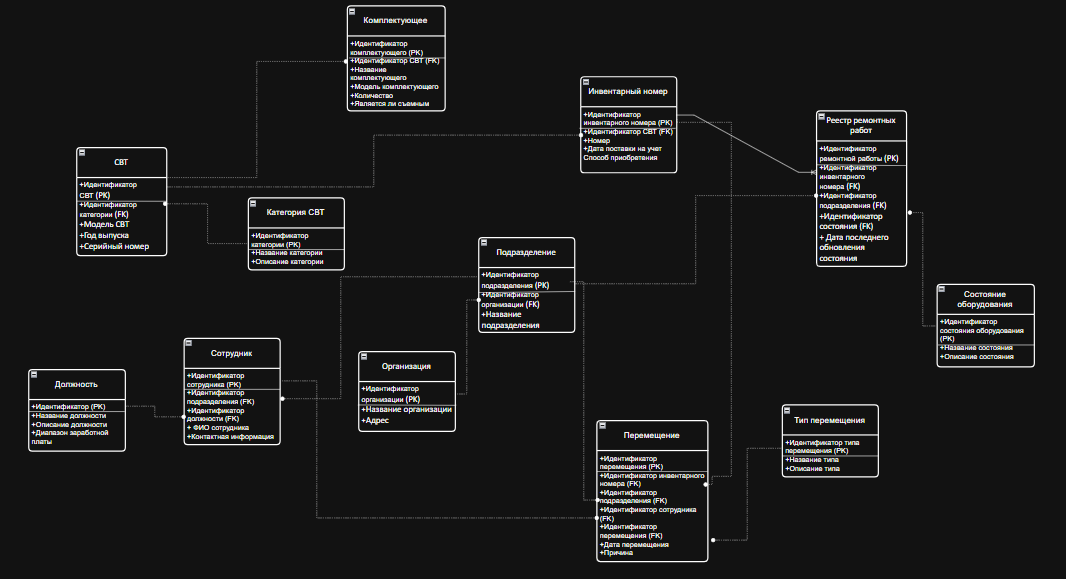 Комплектующее
+Идентификатор
комплектующего (PK)
+Идентификатор СВТ (FK)
+Название
комплектующего
+Модель комплектующего
+Количество
+Является ли съемным
Инвентарный номер
+Идентификатор
инвентарного номера (PK)
+Идентификатор СВТ (FK)
+Номер
+Дата поставки на учет
Способ приобретения
Реестр ремонтных
работ
+Идентификатор
ремонтной работы (PK)
+Идентификатор
инвентарного
номера (FK)
+Идентификатор
подразделения (FK)
+Идентификатор
состояния (FK)
+ Дата последнего
обновления
состояния
СВТ
+Идентификатор
СВТ (PK)
+Идентификатор
категории (FK)
+Модель СВТ
+Год выпуска
+Серийный номер
Категория СВТ
+Идентификатор
категории (PK)
+Название категории
+Описание категории
Подразделение
+Идентификатор
подразделения (PK)
+Идентификатор
организации (FK)
+Название
подразделения
Состояние
оборудования
+Идентификатор
состояния оборудования
(PK)
+Название состояния
+Описание состояния
Сотрудник
+Идентификатор
сотрудника (PK)
+Идентификатор
подразделения (FK)
+Идентификатор
должности (FK)
+ ФИО сотрудника
+Контактная информация
Организация
+Идентификатор
организации (PK)
+Название организации
+Адрес
Должность
+Идентификатор (PK)
+Название должности
+Описание должности
+Диапазон заработной
платы
Перемещение
+Идентификатор
перемещения (PK)
+Идентификатор инвентарного
номера (FK)
+Идентификатор
подразделения (FK)
+Идентификатор сотрудника
(FK)
+Идентификатор
перемещения (FK)
+Дата перемещения
+Причина
Тип перемещения
+Идентификатор типа
перемещения (PK)
+Название типа
+Описание типа